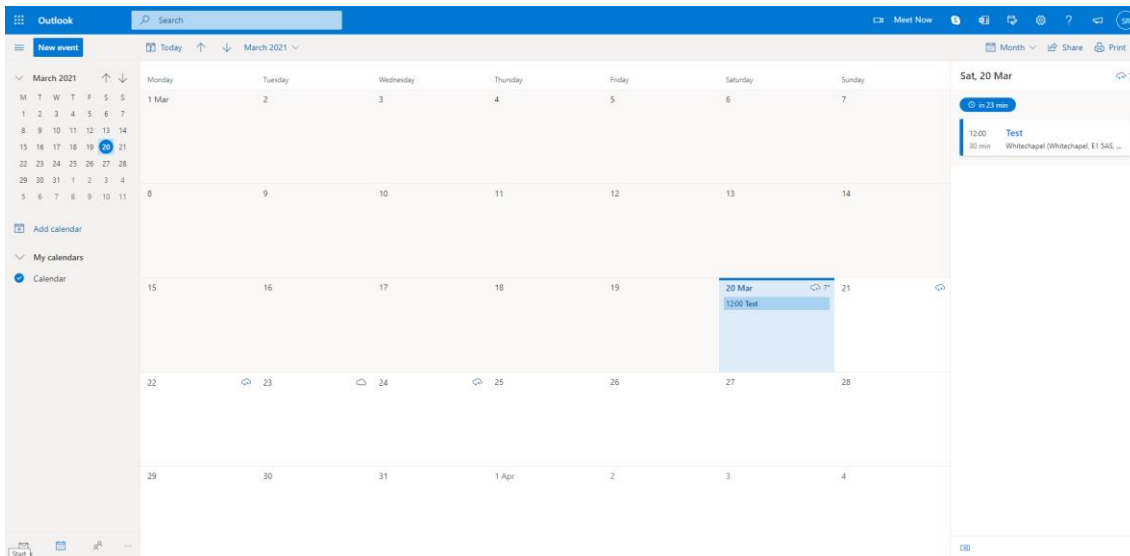 Outlook
Search
Meet Now
New event
Today
March 2021
Month
Share
Print
March 2021
M T W T F S S
1 2 3 4 5 6 7
8 9 10 11 12 13 14
15 16 17 18 19 20 21
22 23 24 25 26 27 28
29 30 31 1 2 3 4
5 6 7 8 9 10 11
Add calendar
My calendars
Calendar
Monday Tuesday Wednesday Thursday Friday Saturday Sunday
1 Mar 2 3 4 5 6 7
8 9 10 11 12 13 14
15 16 17 18 19 20 Mar 7° 21
12:00 Test
22 23 24 25 26 27 28
29 30 31 1 Apr 2 3 4
Sat, 20 Mar
in 23 min
12:00 Test
30 min Whitechapel (Whitechapel, E1 5AS, ...
Start